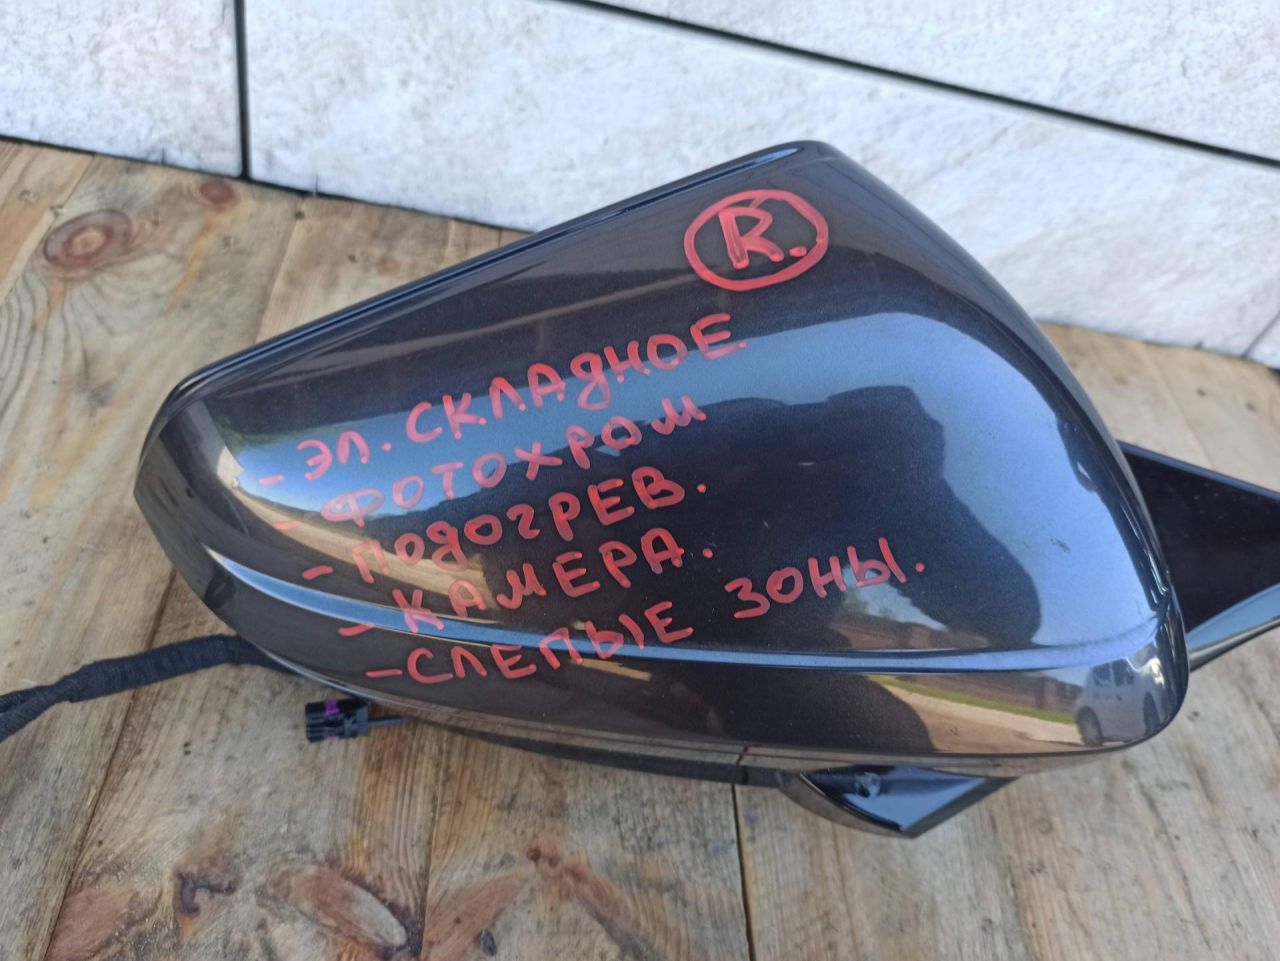 R.
- ЭЛ. СКЛАДНОЕ.
- ФОТОХРОМ
- ПОДОГРЕВ.
- КАМЕРА.
- СЛЕПЫЕ ЗОНЫ.